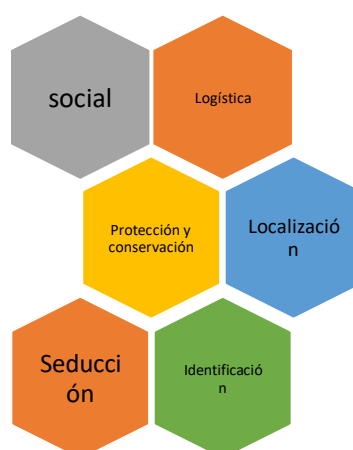 social
Logística
Protección y
conservación
Localizació
n
Seducci
ón
Identificació
n